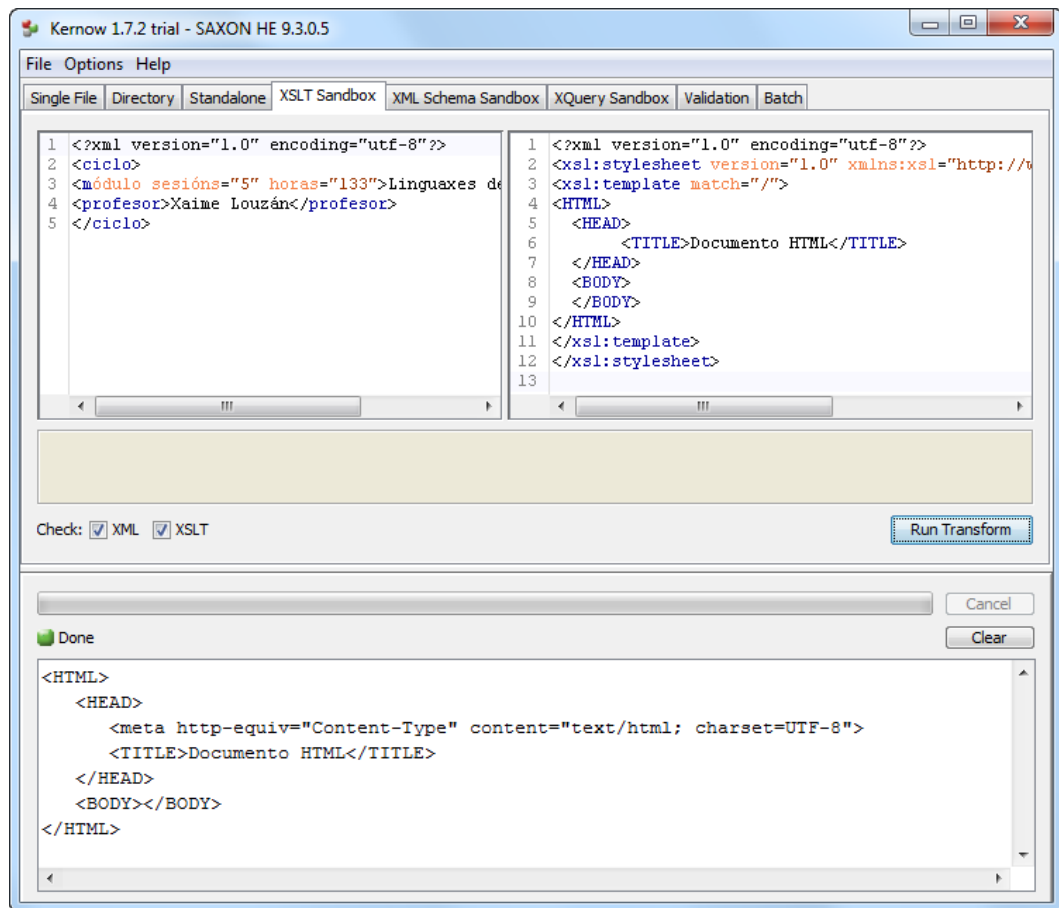 Kernow 1.7.2 trial - SAXON HE 9.3.0.5
File Options Help
Single File Directory Standalone XSLT Sandbox XML Schema Sandbox XQuery Sandbox Validation Batch
1 <?xml version="1.0" encoding="utf-8"?>
2 <ciclo>
3 <módulo sesións="5" horas="133">Linguaxes de
4 <profesor>Xaime Louzán</profesor>
5 </ciclo>
1 <?xml version="1.0" encoding="utf-8"?>
2 <xsl:stylesheet version="1.0" xmlns:xsl="http://w
3 <xsl:template match="/">
4 <HTML>
5 <HEAD>
6 <TITLE>Documento HTML</TITLE>
7 </HEAD>
8 <BODY>
9 </BODY>
10 </HTML>
11 </xsl:template>
12 </xsl:stylesheet>
13
Check: XML XSLT
Run Transform
Cancel
Done
Clear
<HTML>
<HEAD>
<meta http-equiv="Content-Type" content="text/html; charset=UTF-8">
<TITLE>Documento HTML</TITLE>
</HEAD>
<BODY></BODY>
</HTML>